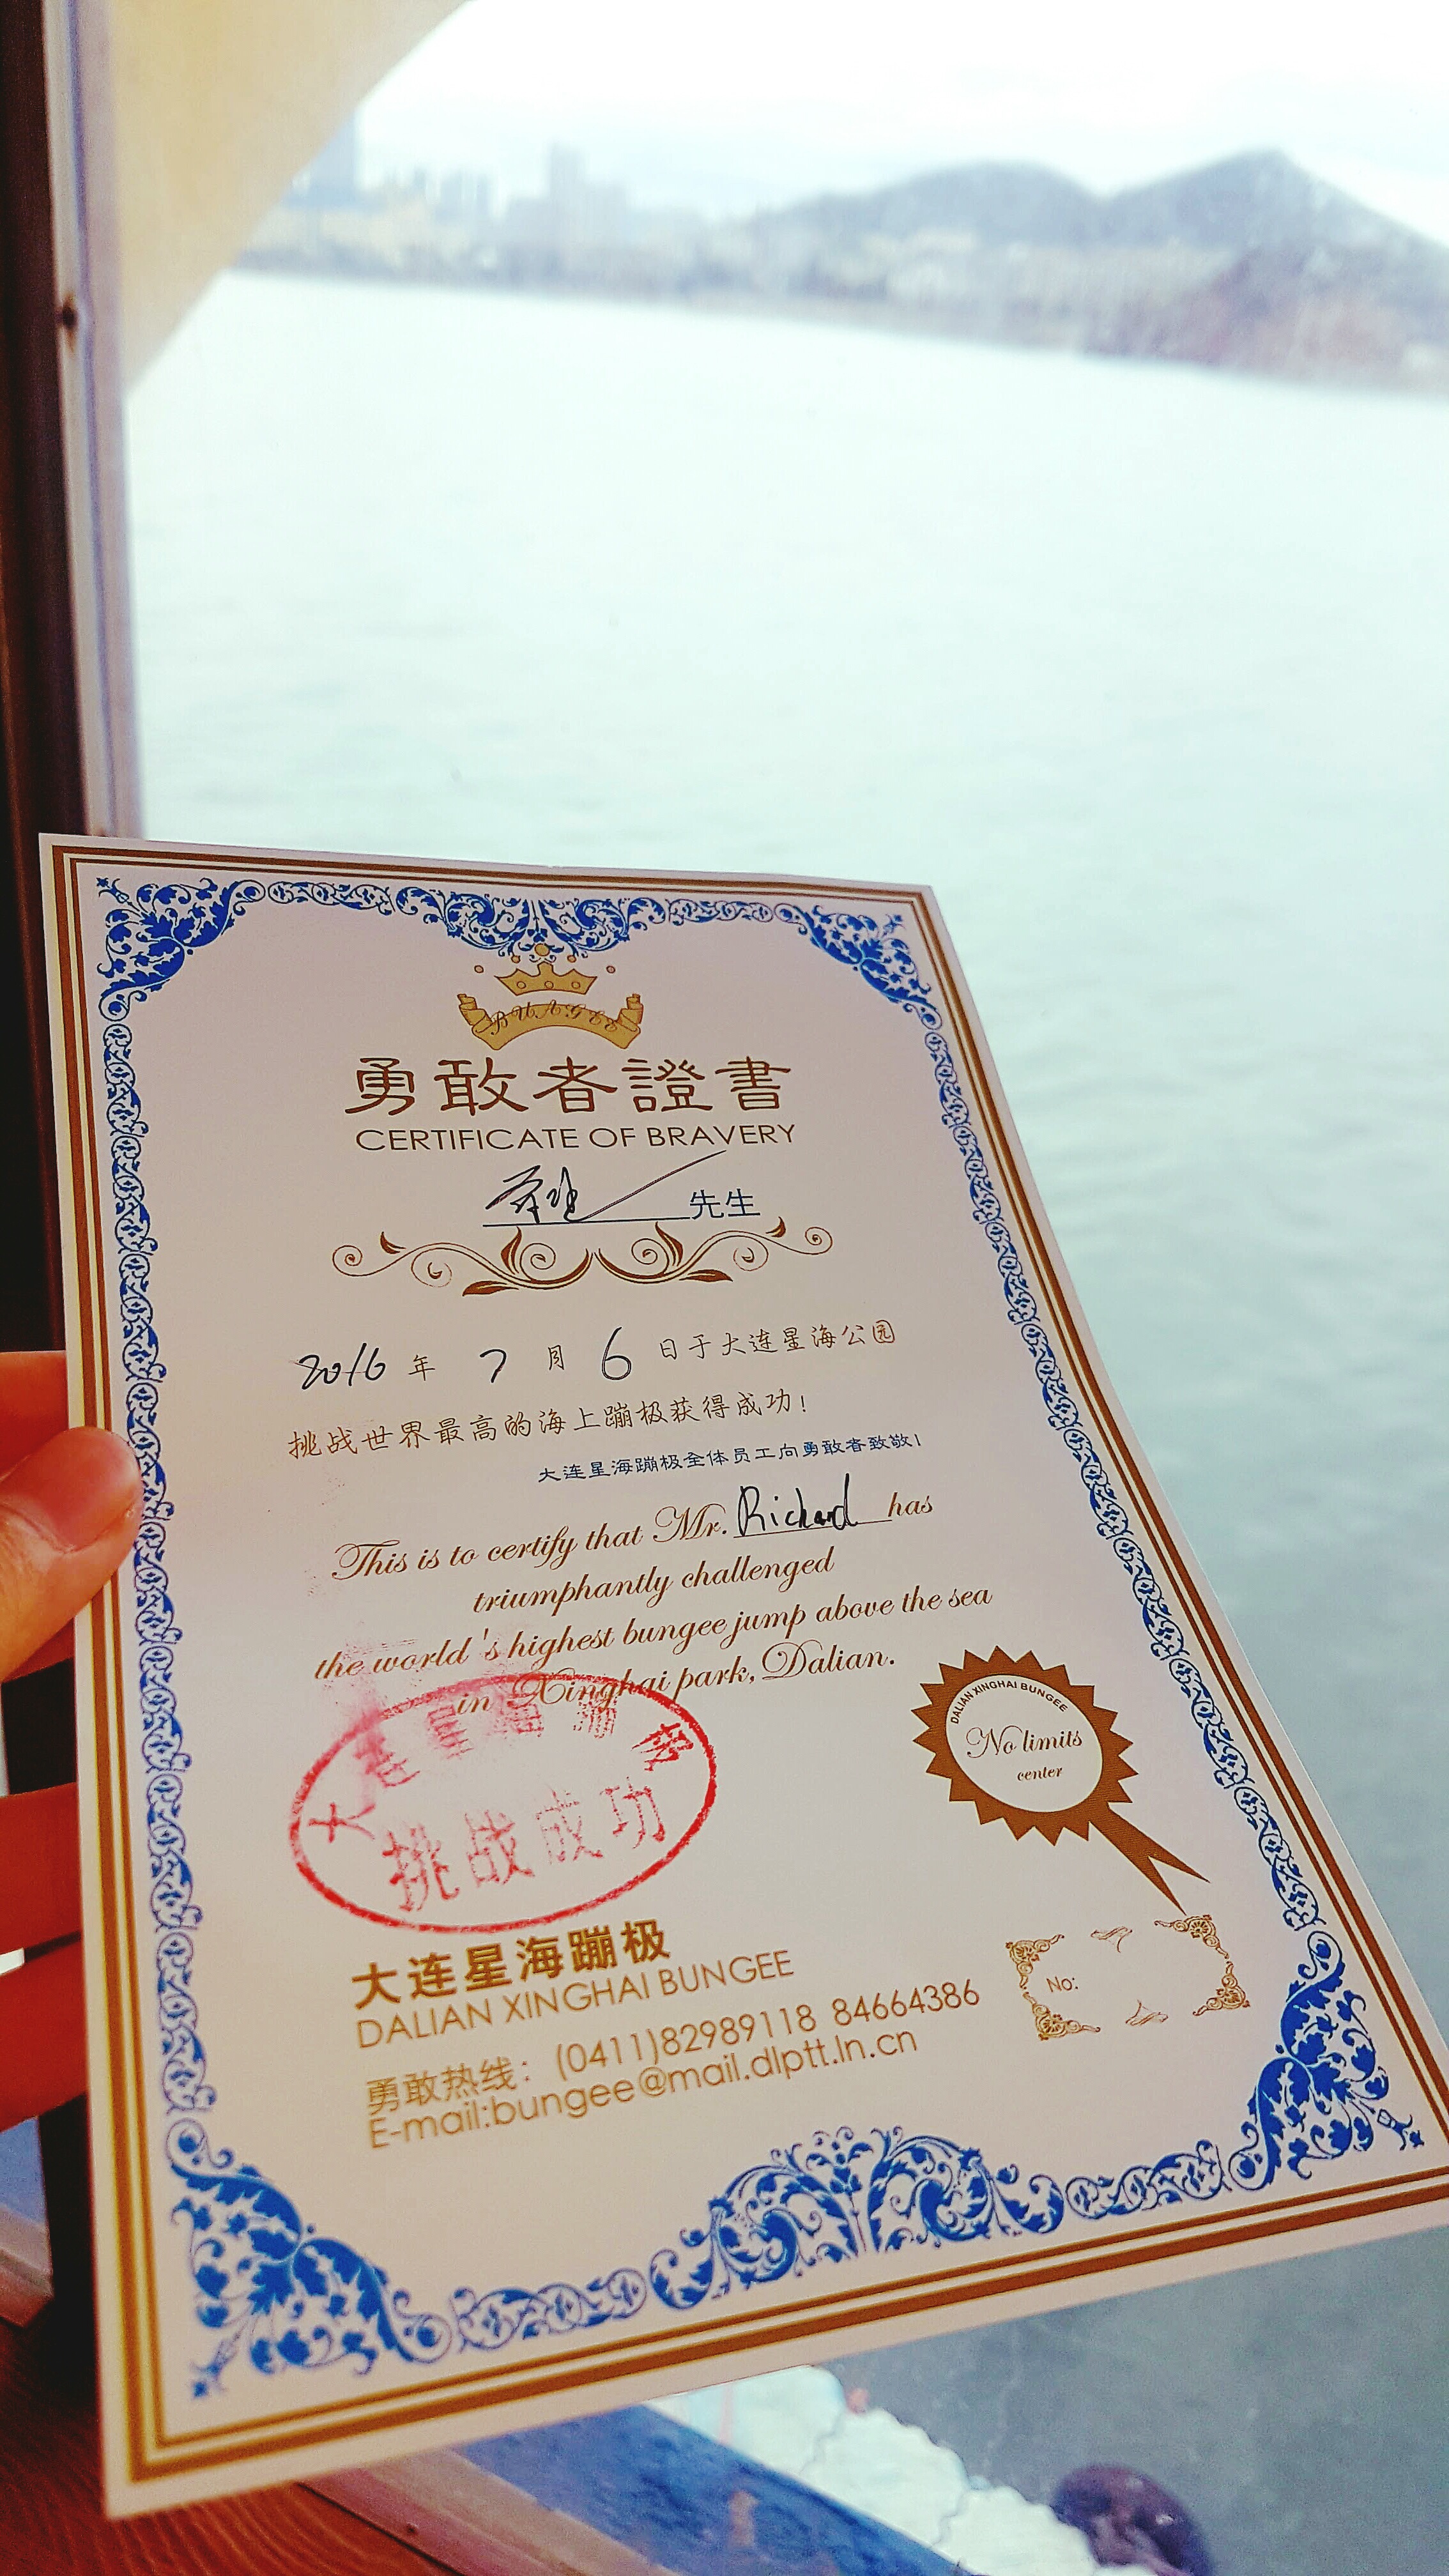 BUAGEE
勇敢者證書
CERTIFICATE OF BRAVERY
先生
2016 年 7 月 6 日于大连星海公园
挑战世界最高的海上蹦极获得成功!
大连星海蹦极全体员工向勇敢者致敬!
This is to certify that Mr. Richard has
triumphantly challenged
the world 's highest bungee jump above the sea
in Xinghai park, Dalian.
大连星海蹦极
挑战成功
DALIAN XINGHAI BUNGEE
No limits
center
大连星海蹦极
DALIAN XINGHAI BUNGEE
No:
勇敢热线: (0411)82989118 84664386
E-mail:bungee@mail.dlptt.ln.cn